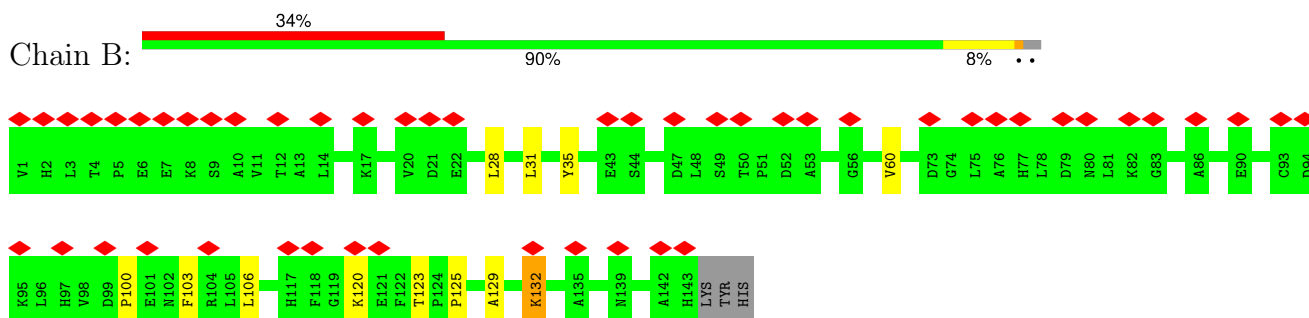 34%
Chain B:
90% 8% • •
V1 H2 L3 T4 P5 E6 E7 K8 S9 A10 V11 T12 A13 L14 K17 V20 D21 E22 L28 L31 Y35 E43 S44 D47 L48 S49 T50 P51 D52 A53 G56 V60 D73 G74 L75 A76 H77 L78 D79 N80 L81 K82 G83 A86 E90 C93 D94
K95 L96 H97 V98 D99 P100 E101 N102 F103 R104 L105 L106 H117 F118 G119 K120 E121 F122 T123 P124 P125 A129 K132 A135 N139 A142 H143 LYS TYR HIS